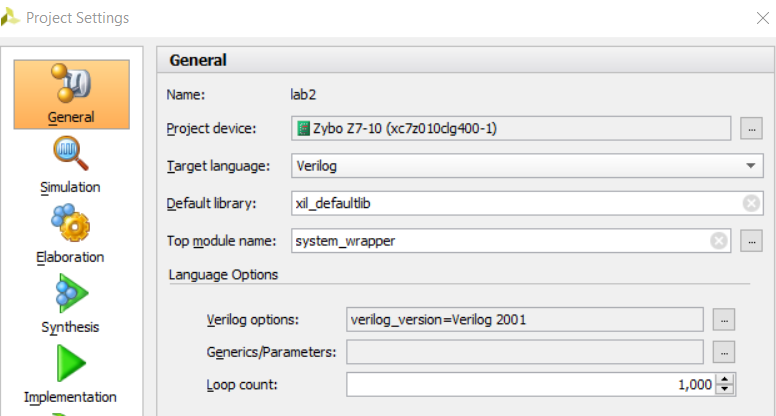 Project Settings
General
Simulation
Elaboration
Synthesis
Implementation
General
Name: lab2
Project device: Zybo Z7-10 (xc7z010clg400-1) ...
Target language: Verilog
Default library: xil_defaultlib
Top module name: system_wrapper ...
Language Options
Verilog options: verilog_version=Verilog 2001 ...
Generics/Parameters: ...
Loop count: 1,000